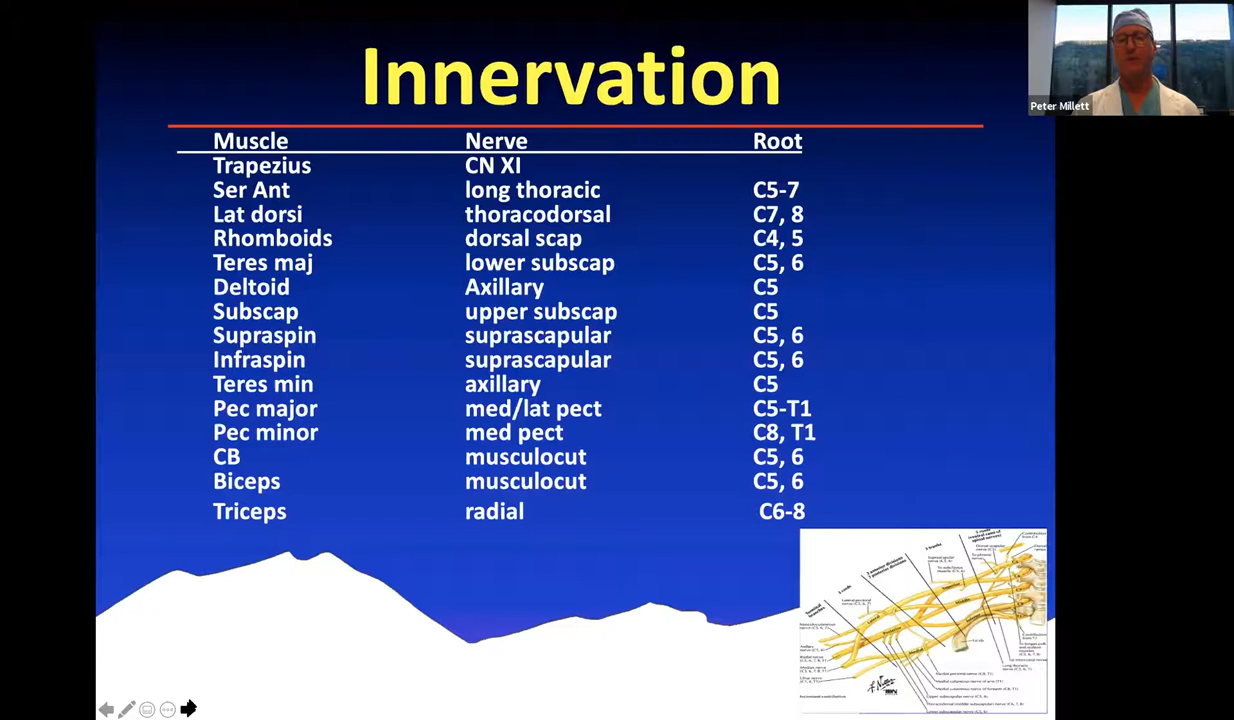 Innervation
Muscle Nerve Root
Trapezius CN XI
Ser Ant long thoracic C5-7
Lat dorsi thoracodorsal C7, 8
Rhomboids dorsal scap C4, 5
Teres maj lower subscap C5, 6
Deltoid Axillary C5
Subscap upper subscap C5
Supraspin suprascapular C5, 6
Infraspin suprascapular C5, 6
Teres min axillary C5
Pec major med/lat pect C5-T1
Pec minor med pect C8, T1
CB musculocut C5, 6
Biceps musculocut C5, 6
Triceps radial C6-8
Peter Millett